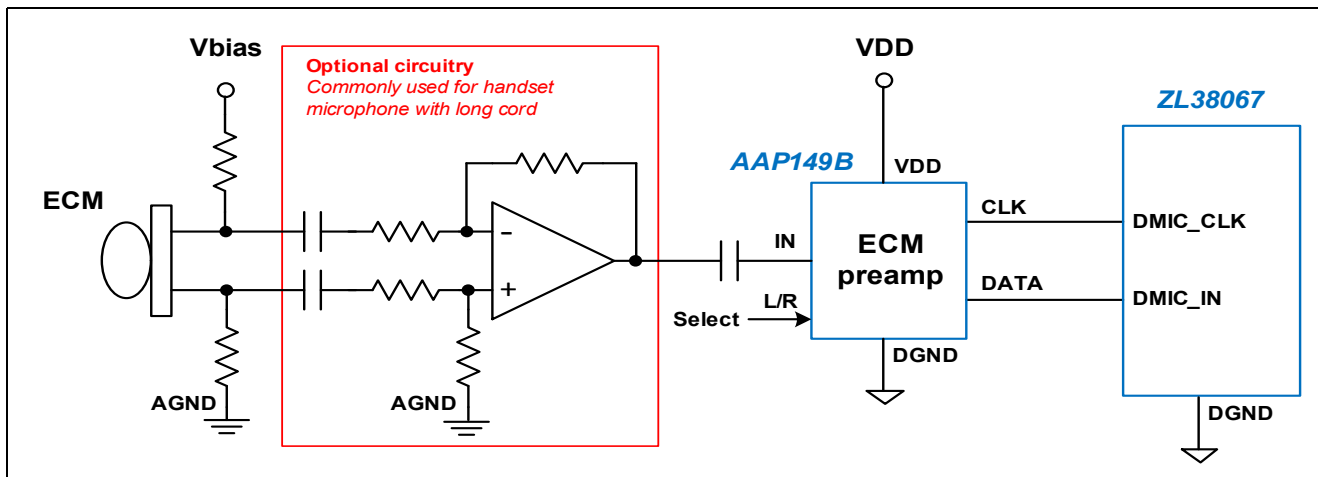 Vbias
Optional circuitry
Commonly used for handset
microphone with long cord
VDD
ZL38067
AAP149B
VDD
ECM
CLK
DMIC_CLK
−
IN
ECM
preamp
+
DATA
DMIC_IN
L/R
Select
DGND
AGND
AGND
DGND